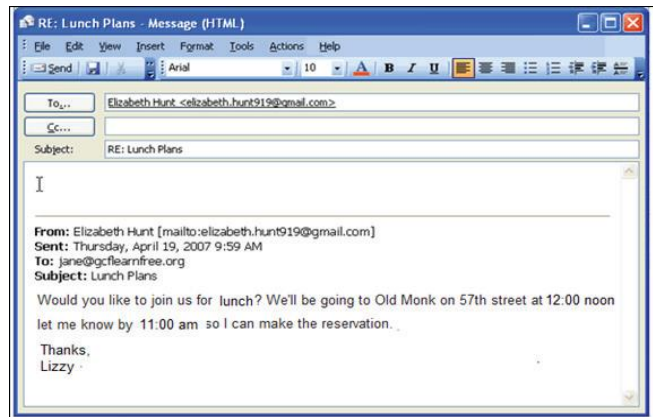 RE: Lunch Plans - Message (HTML)
File Edit View Insert Format Tools Actions Help
Send Arial 10 A B I U
To... Elizabeth Hunt <elizabeth.hunt919@gmail.com>
Cc...
Subject: RE: Lunch Plans
From: Elizabeth Hunt [mailto:elizabeth.hunt919@gmail.com]
Sent: Thursday, April 19, 2007 9:59 AM
To: jane@gcflearnfree.org
Subject: Lunch Plans
Would you like to join us for lunch? We'll be going to Old Monk on 57th street at 12:00 noon
let me know by 11:00 am so I can make the reservation.
Thanks,
Lizzy